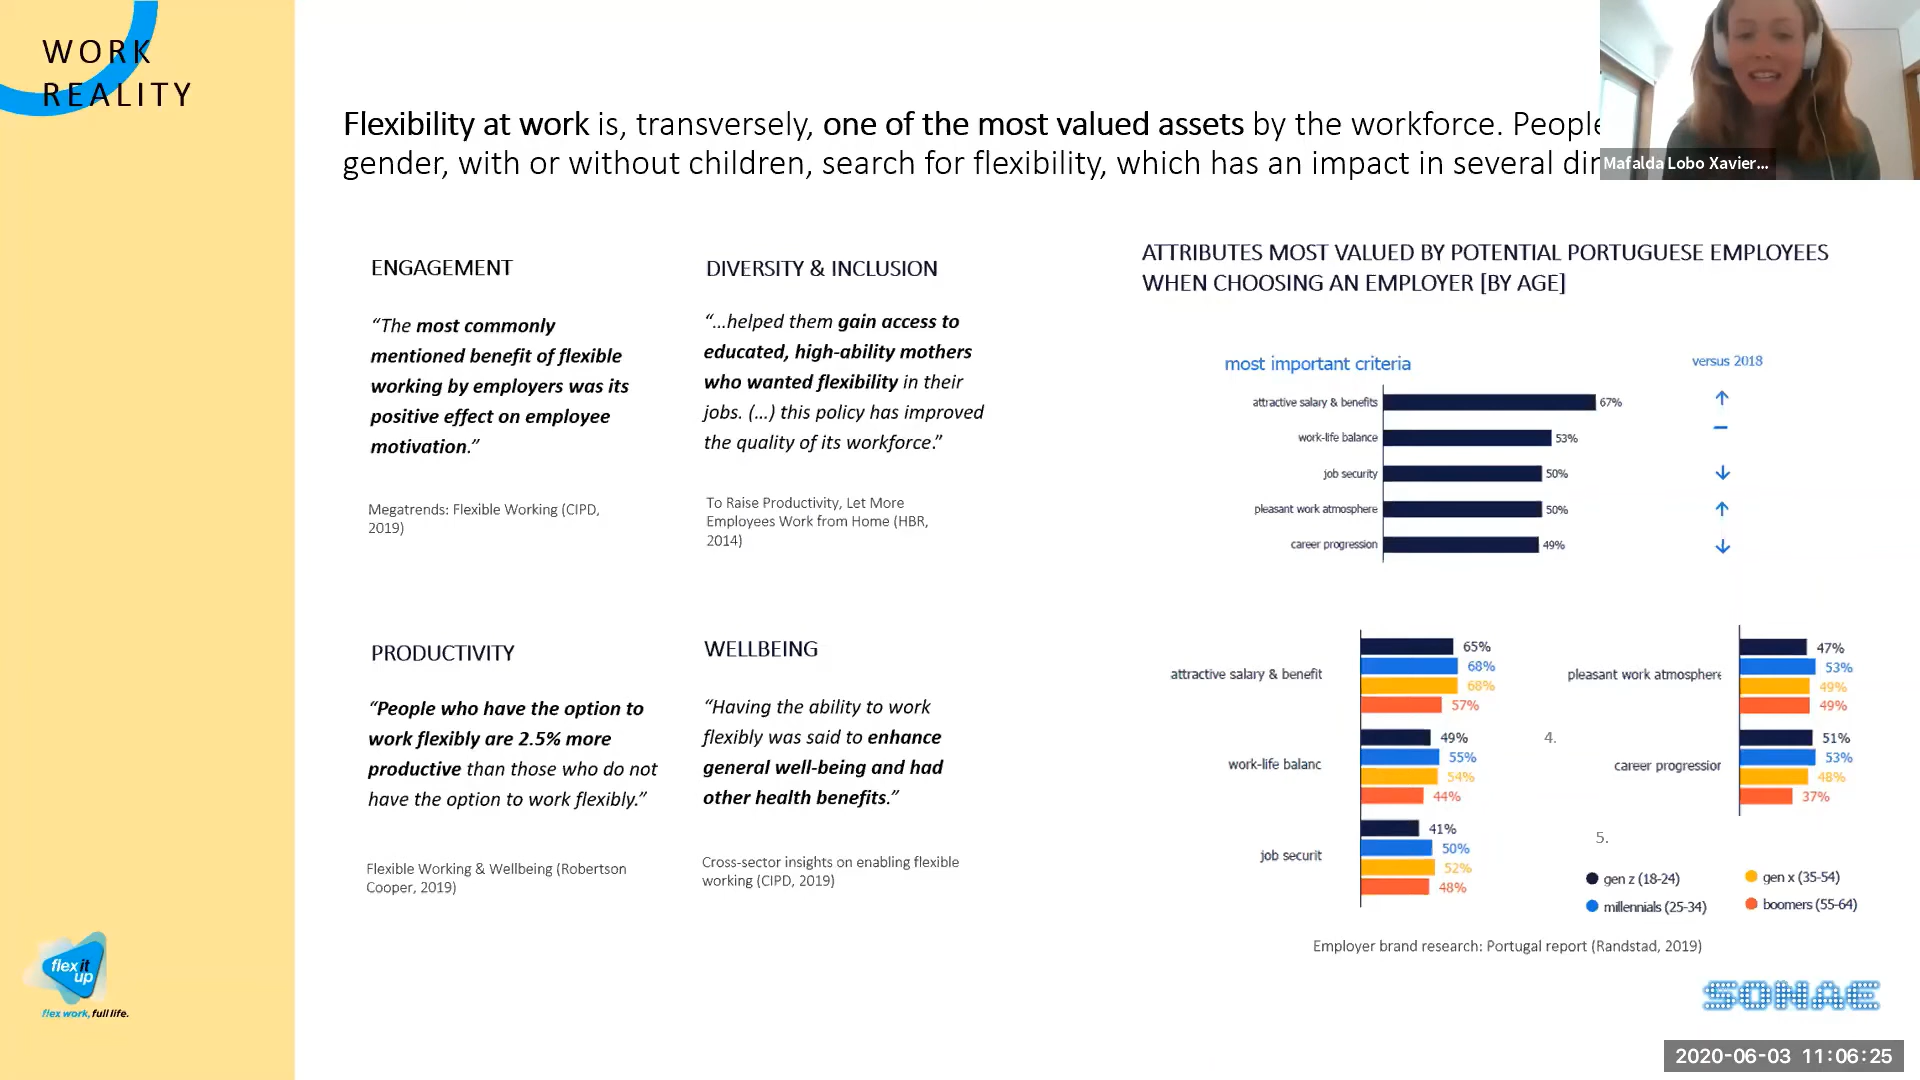 WORK
REALITY
Flexibility at work is, transversely, one of the most valued assets by the workforce. People
gender, with or without children, search for flexibility, which has an impact in several
Mafalda Lobo Xavier...
ENGAGEMENT
“The most commonly
mentioned benefit of flexible
working by employers was its
positive effect on employee
motivation.”
Megatrends: Flexible Working (CIPD,
2019)
DIVERSITY & INCLUSION
“...helped them gain access to
educated, high-ability mothers
who wanted flexibility in their
jobs. (...) this policy has improved
the quality of its workforce.”
To Raise Productivity, Let More
Employees Work from Home (HBR,
2014)
PRODUCTIVITY
“People who have the option to
work flexibly are 2.5% more
productive than those who do not
have the option to work flexibly.”
Flexible Working & Wellbeing (Robertson
Cooper, 2019)
WELLBEING
“Having the ability to work
flexibly was said to enhance
general well-being and had
other health benefits.”
Cross-sector insights on enabling flexible
working (CIPD, 2019)
ATTRIBUTES MOST VALUED BY POTENTIAL PORTUGUESE EMPLOYEES
WHEN CHOOSING AN EMPLOYER [BY AGE]
most important criteria
versus 2018
attractive salary & benefits 67%
work-life balance 53%
job security 50%
pleasant work atmosphere 50%
career progression 49%
attractive salary & benefit
65%
68%
68%
57%
work-life balanc
49%
55%
54%
44%
job securit
41%
50%
52%
48%
pleasant work atmosphere
47%
53%
49%
49%
4.
career progression
51%
53%
48%
37%
5.
gen z (18-24)
gen x (35-54)
millennials (25-34)
boomers (55-64)
Employer brand research: Portugal report (Randstad, 2019)
flex it
up
flex work, full life.
SONAE
2020-06-03 11:06:25